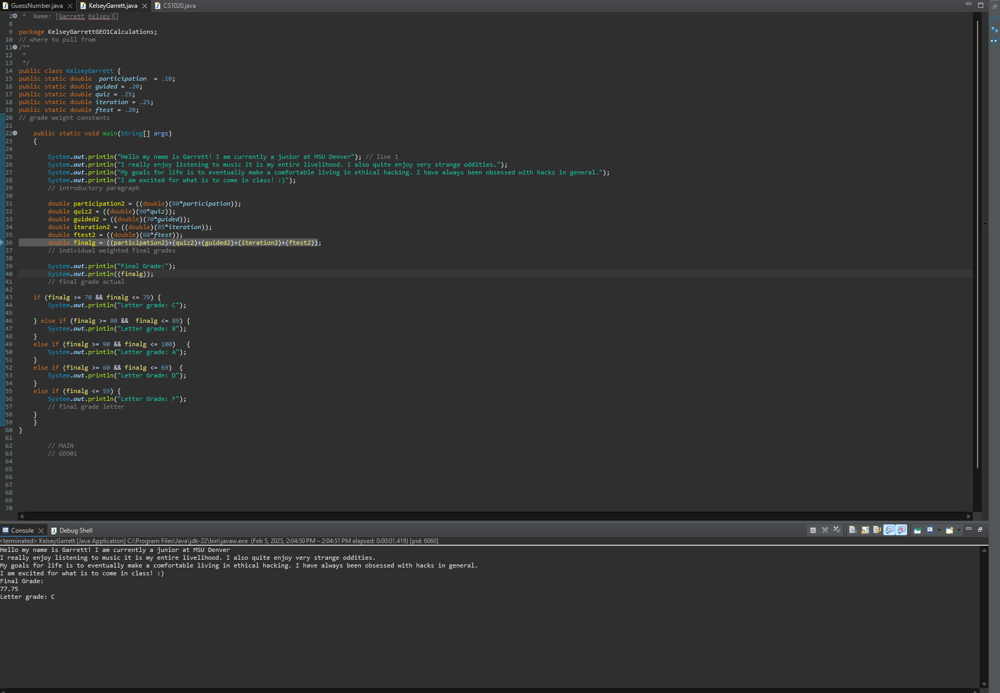 GuessNumber.java KelseyGarrett.java CS1020.java
2 * Name: [Garrett Kelsey]
8
9 package KelseyGarrettGEO1Calculations;
10 // where to pull from
11 /**
12 *
13 */
14 public class KelseyGarrett {
15 public static double  participation  = .10;
16 public static double guided = .20;
17 public static double quiz = .25;
18 public static double iteration = .25;
19 public static double ftest = .20;
20 // grade weight constants
21
22 public static void main(String[] args)
23 {
24
25 System.out.println("Hello my name is Garrett! I am currently a junior at MSU Denver"); // line 1
26 System.out.println("I really enjoy listening to music it is my entire livelihood. I also quite enjoy very strange oddities.");
27 System.out.println("My goals for life is to eventually make a comfortable living in ethical hacking. I have always been obsessed with hacks in general.");
28 System.out.println("I am excited for what is to come in class! :)");
29 // introductory paragraph
30
31 double participation2 = ((double)(80*participation));
32 double quiz2 = ((double)(90*quiz));
33 double guided2 = ((double)(70*guided));
34 double iteration2 = ((double)(85*iteration));
35 double ftest2 = ((double)(60*ftest));
36 double finalg = ((participation2)+(quiz2)+(guided2)+(iteration2)+(ftest2));
37 // individual weighted final grades
38
39 System.out.println("Final Grade:");
40 System.out.println((finalg));
41 // final grade actual
42
43 if (finalg >= 70 && finalg <= 79) {
44 System.out.println("Letter grade: C");
45
46 } else if (finalg >= 80 &&  finalg <= 89) {
47 System.out.println("Letter grade: B");
48 }
49 else if (finalg >= 90 && finalg <= 100)   {
50 System.out.println("Letter grade: A");
51 }
52 else if (finalg >= 60 && finalg <= 69)  {
53 System.out.println("Letter Grade: D");
54 }
55 else if (finalg <= 59) {
56 System.out.println("Letter Grade: F");
57 // final grade letter
58 }
59 }
60 }
61
62 // MAIN
63 // GEO01
64
65
66
67
68
69
70
Console Debug Shell
<terminated> KelseyGarrett [Java Application] C:\Program Files\Java\jdk-22\bin\javaw.exe (Feb 5, 2025, 2:04:50 PM – 2:04:51 PM elapsed: 0:00:01.419) [pid: 6060]
Hello my name is Garrett! I am currently a junior at MSU Denver
I really enjoy listening to music it is my entire livelihood. I also quite enjoy very strange oddities.
My goals for life is to eventually make a comfortable living in ethical hacking. I have always been obsessed with hacks in general.
I am excited for what is to come in class! :)
Final Grade:
77.75
Letter grade: C